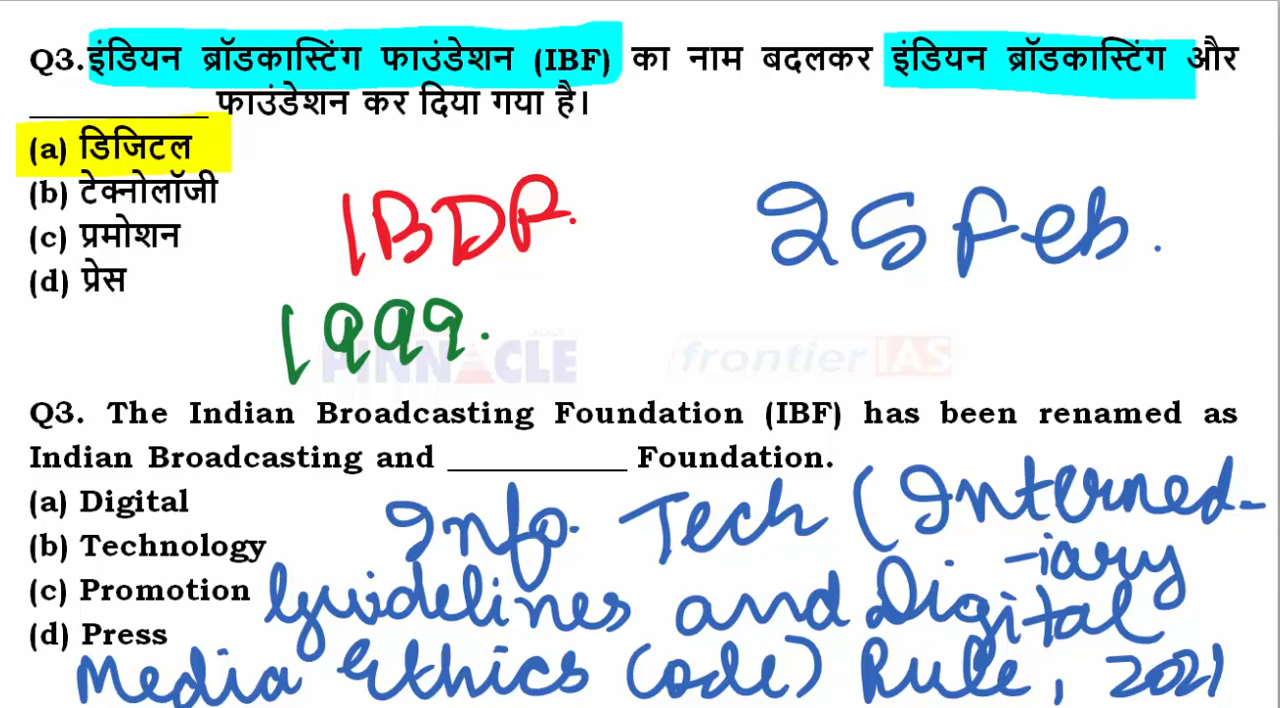 Q3.इंडियन ब्रॉडकास्टिंग फाउंडेशन (IBF) का नाम बदलकर इंडियन ब्रॉडकास्टिंग और
__________ फाउंडेशन कर दिया गया है।
(a) डिजिटल
(b) टेक्नोलॉजी
(c) प्रमोशन
(d) प्रेस
IBDF.
25 Feb.
1999.
PINNACLE
frontier IAS
Q3. The Indian Broadcasting Foundation (IBF) has been renamed as
Indian Broadcasting and __________ Foundation.
(a) Digital
(b) Technology
(c) Promotion
(d) Press
Info. Tech (Intermed-
-iary
Guidelines and Digital
Media Ethics Code) Rule, 2021